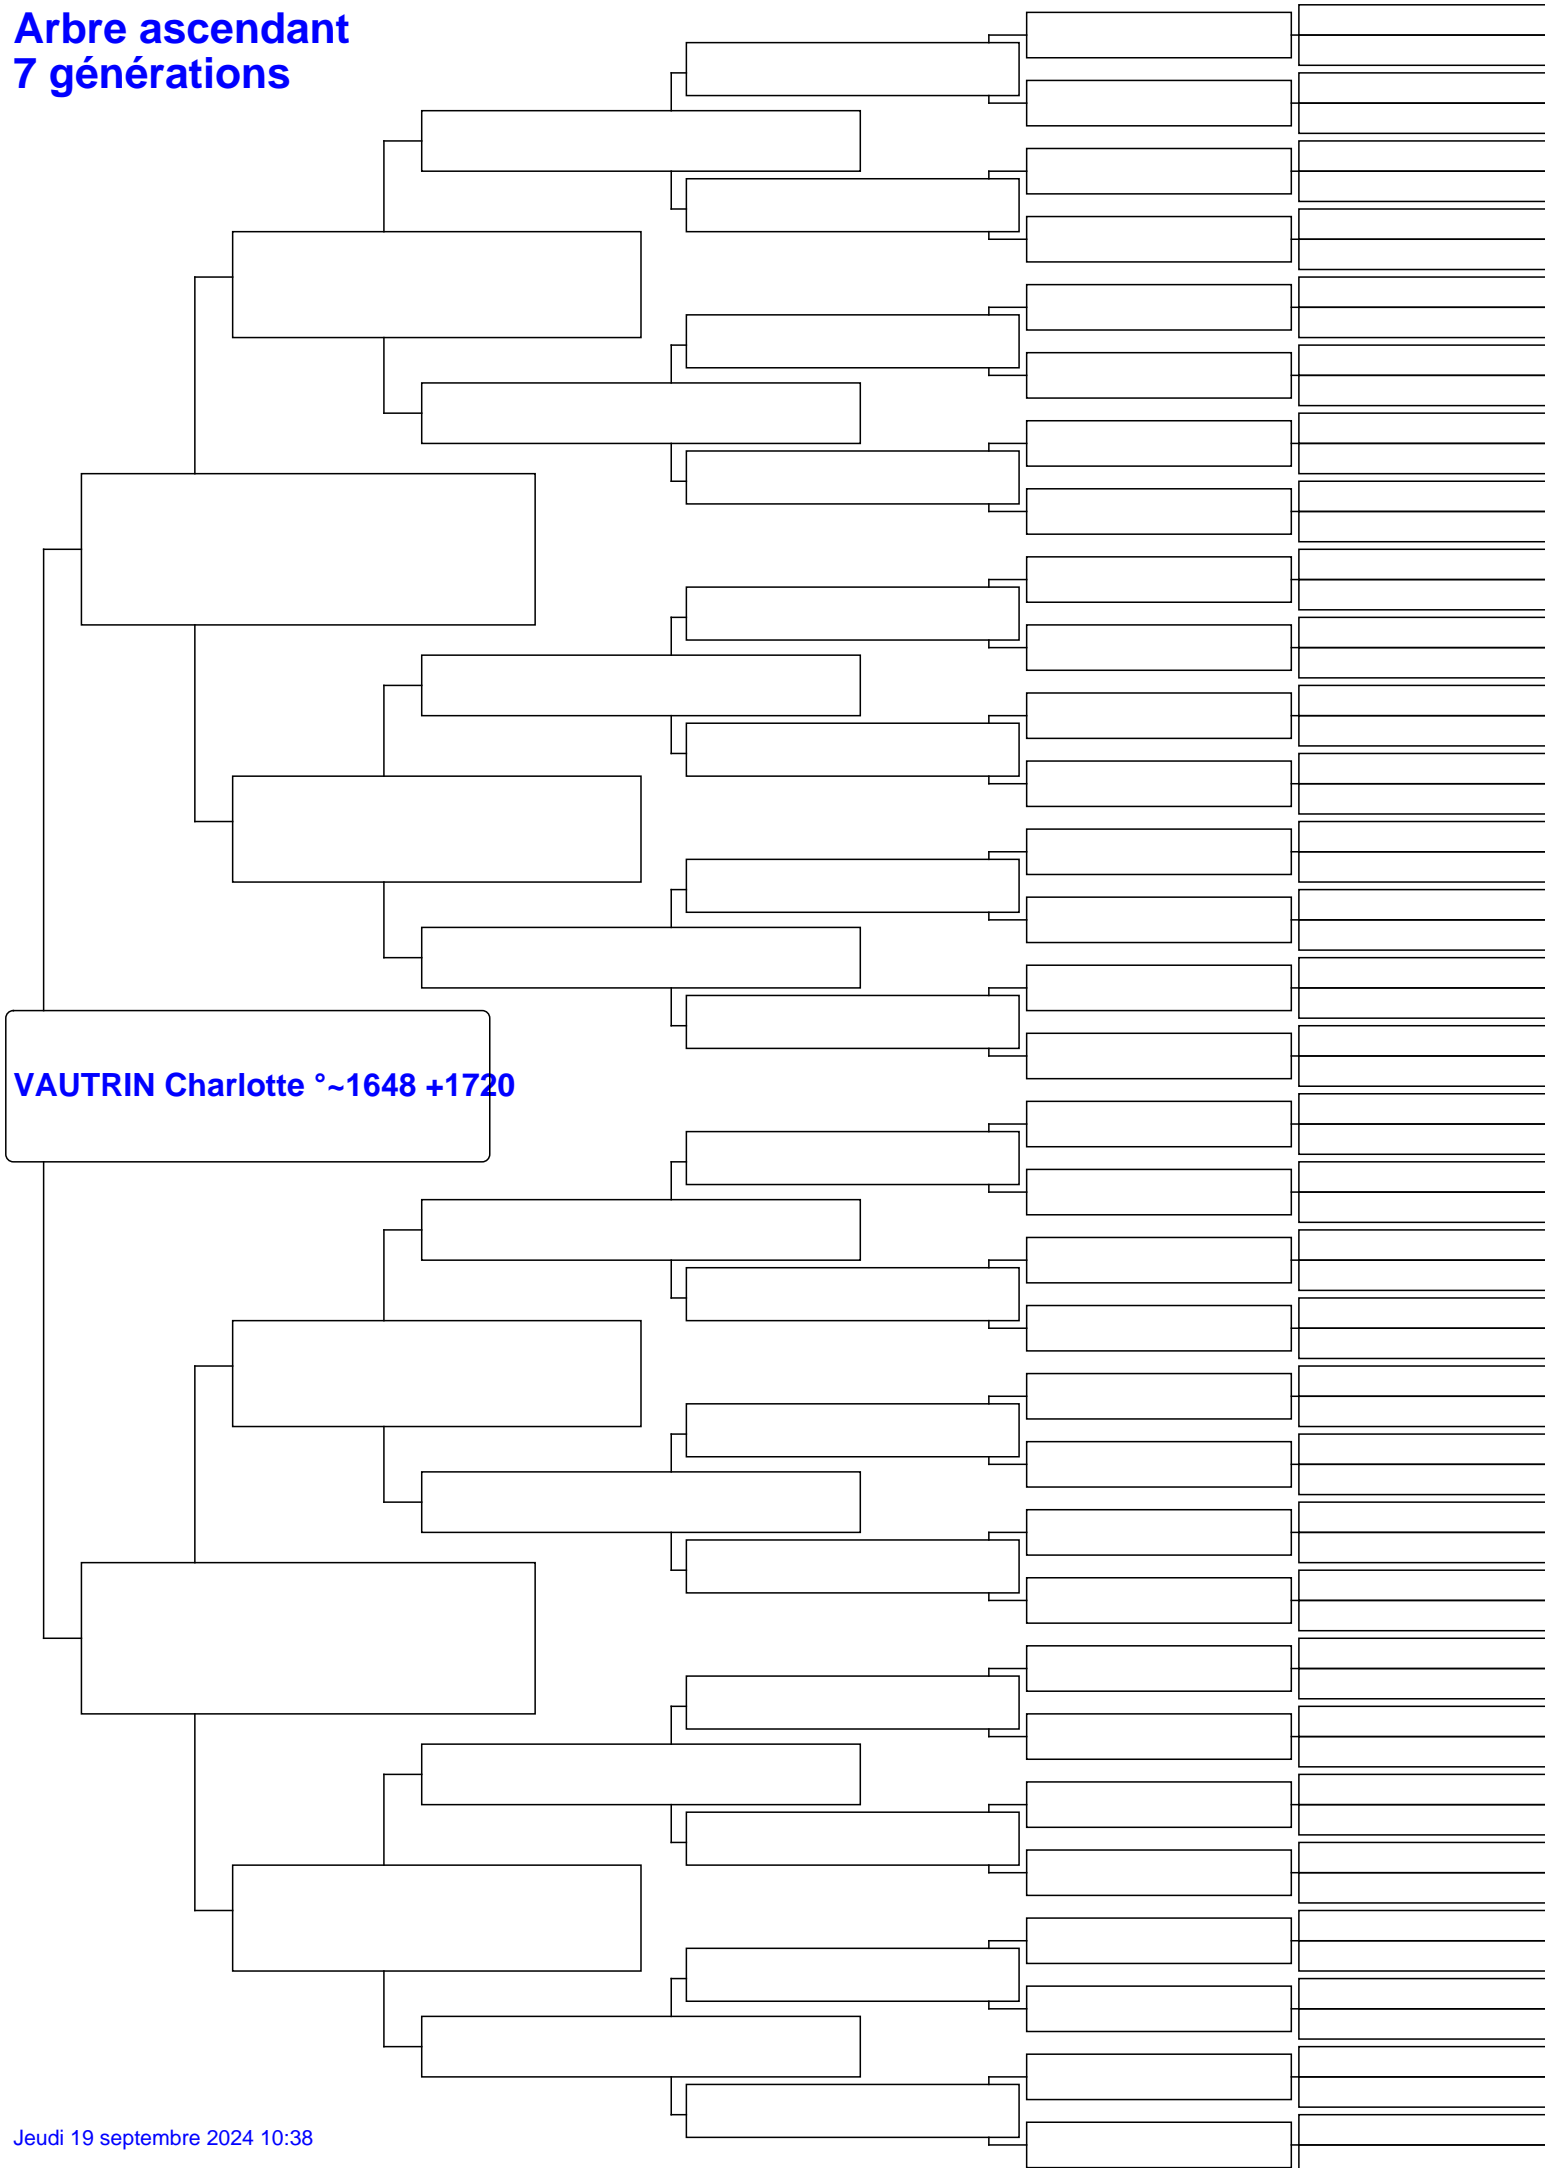 Arbre ascendant
7 générations
VAUTRIN Charlotte °~1648 +1720
Jeudi 19 septembre 2024 10:38